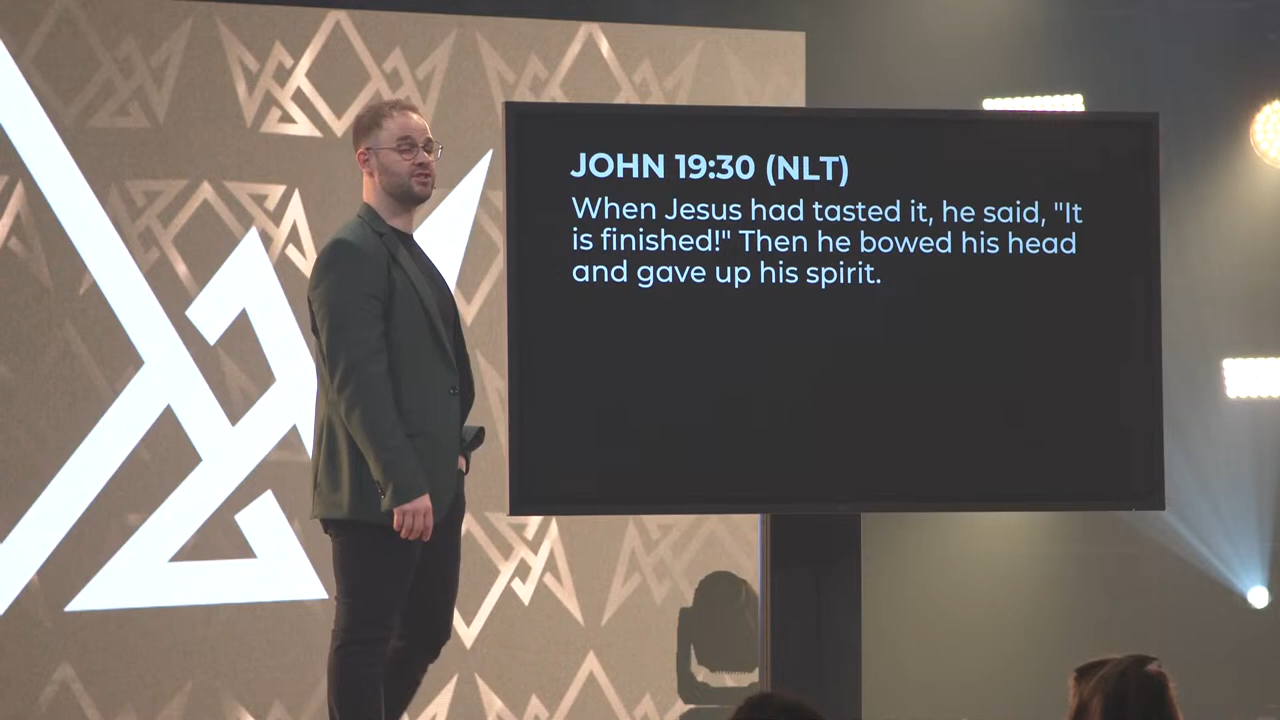 JOHN 19:30 (NLT)
When Jesus had tasted it, he said, "It
is finished!" Then he bowed his head
and gave up his spirit.